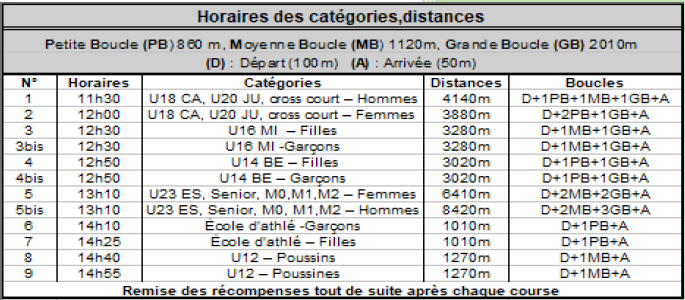 Horaires des catégories,distances
Petite Boucle (PB) 860 m, Moyenne Boucle (MB) 1120m, Grande Boucle (GB) 2010m
(D) : Départ (100 m) (A) : Arrivée (50m)
N° Horaires Catégories Distances Boucles
1 11h30 U18 CA, U20 JU, cross court – Hommes 4140m D+1PB+1MB+1GB+A
2 12h00 U18 CA, U20 JU, cross court – Femmes 3880m D+2PB+1GB+A
3 12h30 U16 MI – Filles 3280m D+1MB+1GB+A
3bis 12h30 U16 MI -Garçons 3280m D+1MB+1GB+A
4 12h50 U14 BE – Filles 3020m D+1PB+1GB+A
4bis 12h50 U14 BE – Garçons 3020m D+1PB+1GB+A
5 13h10 U23 ES, Senior, M0,M1,M2 – Femmes 6410m D+2MB+2GB+A
5bis 13h10 U23 ES, Senior, M0, M1,M2 – Hommes 8420m D+2MB+3GB+A
6 14h10 École d'athlé -Garçons 1010m D+1PB+A
7 14h25 École d'athlé – Filles 1010m D+1PB+A
8 14h40 U12 – Poussins 1270m D+1MB+A
9 14h55 U12 – Poussines 1270m D+1MB+A
Remise des récompenses tout de suite après chaque course